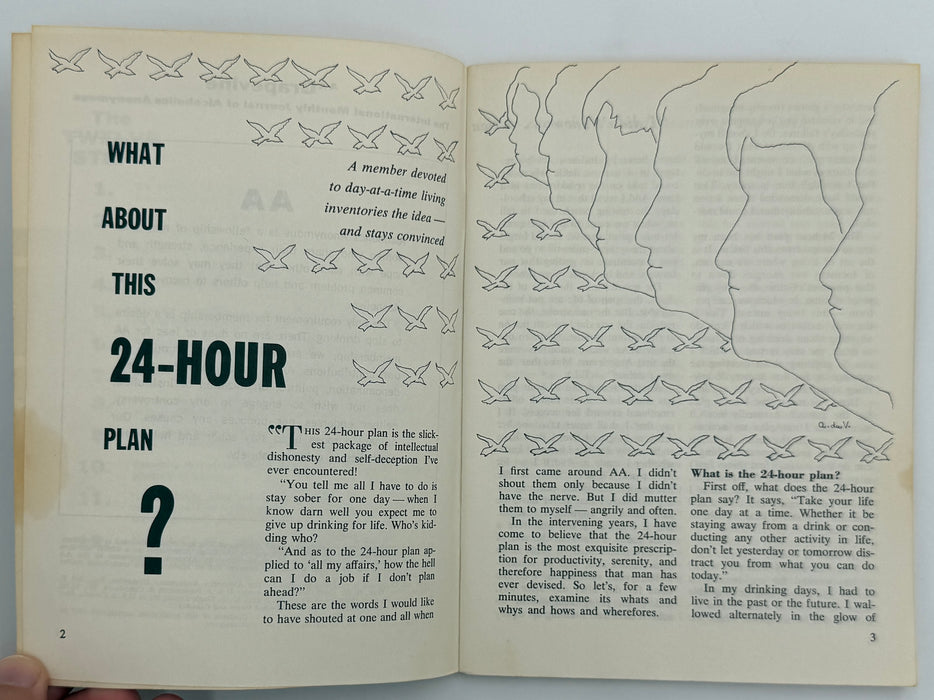 WHAT
ABOUT
THIS
24-HOUR
PLAN
?
A member devoted
to day-at-a-time living
inventories the idea —
and stays convinced
“THIS 24-hour plan is the slick-
est package of intellectual
dishonesty and self-deception I've
ever encountered!
“You tell me all I have to do is
stay sober for one day — when I
know darn well you expect me to
give up drinking for life. Who's kid-
ding who?
“And as to the 24-hour plan ap-
plied to ‘all my affairs,’ how the hell
can I do a job if I don't plan
ahead?”
These are the words I would like
to have shouted at one and all when
2
a. du V.
I first came around AA. I didn't
shout them only because I didn't
have the nerve. But I did mutter
them to myself — angrily and often.
In the intervening years, I have
come to believe that the 24-hour
plan is the most exquisite prescrip-
tion for productivity, serenity, and
therefore happiness that man has
ever devised. So let's, for a few
minutes, examine its whats and
whys and hows and wherefores.
What is the 24-hour plan?
First off, what does the 24-hour
plan say? It says, “Take your life
one day at a time. Whether it be
staying away from a drink or con-
ducting any other activity in life,
don't let yesterday or tomorrow dis-
tract you from what you can do
today.”
In my drinking days, I had to
live in the past or the future. I wal-
lowed alternately in the glow of
3